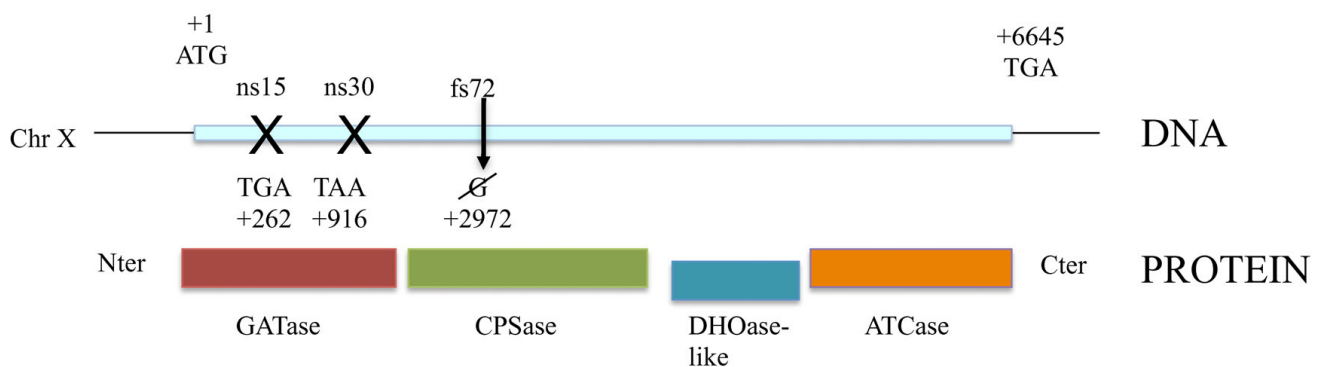 +1
ATG
+6645
TGA
ns15
ns30
fs72
Chr X
DNA
X
X
TGA
TAA
G
+262
+916
+2972
Nter
Cter
PROTEIN
GATase
CPSase
DHOase-
like
ATCase